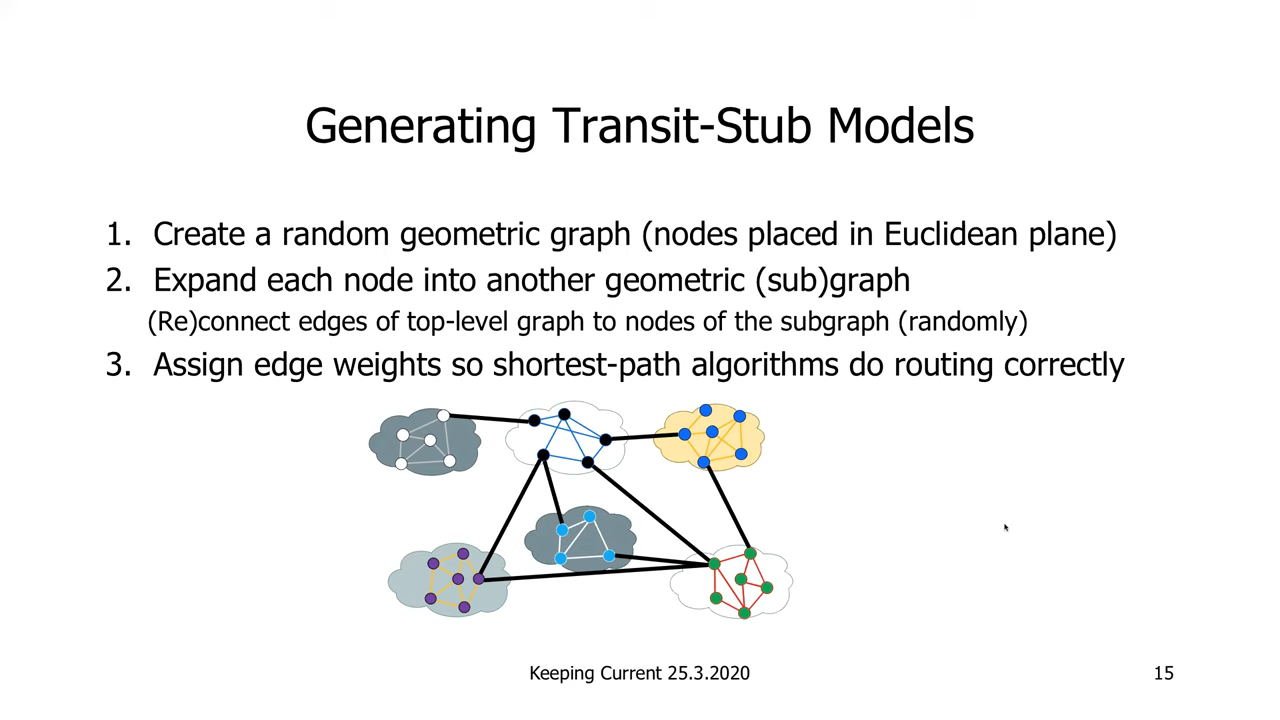 Generating Transit-Stub Models
1. Create a random geometric graph (nodes placed in Euclidean plane)
2. Expand each node into another geometric (sub)graph
(Re)connect edges of top-level graph to nodes of the subgraph (randomly)
3. Assign edge weights so shortest-path algorithms do routing correctly
Keeping Current 25.3.2020
15